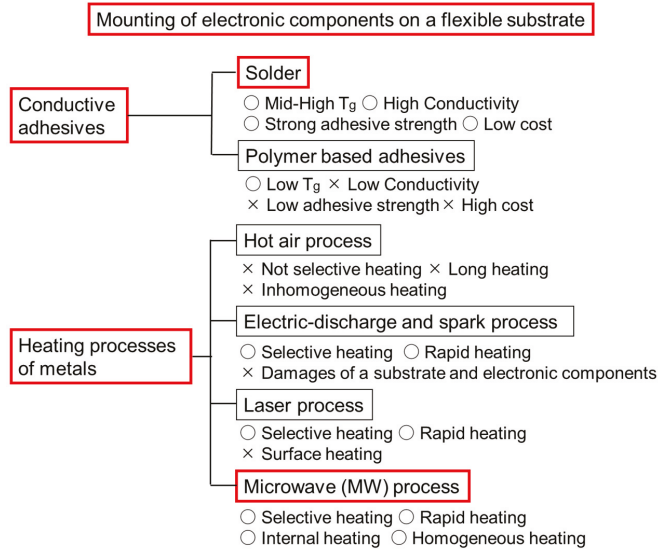 Mounting of electronic components on a flexible substrate
Conductive
adhesives
Solder
○ Mid-High Tg ○ High Conductivity
○ Strong adhesive strength ○ Low cost
Polymer based adhesives
○ Low Tg × Low Conductivity
× Low adhesive strength × High cost
Heating processes
of metals
Hot air process
× Not selective heating × Long heating
× Inhomogeneous heating
Electric-discharge and spark process
○ Selective heating ○ Rapid heating
× Damages of a substrate and electronic components
Laser process
○ Selective heating ○ Rapid heating
× Surface heating
Microwave (MW) process
○ Selective heating ○ Rapid heating
○ Internal heating ○ Homogeneous heating